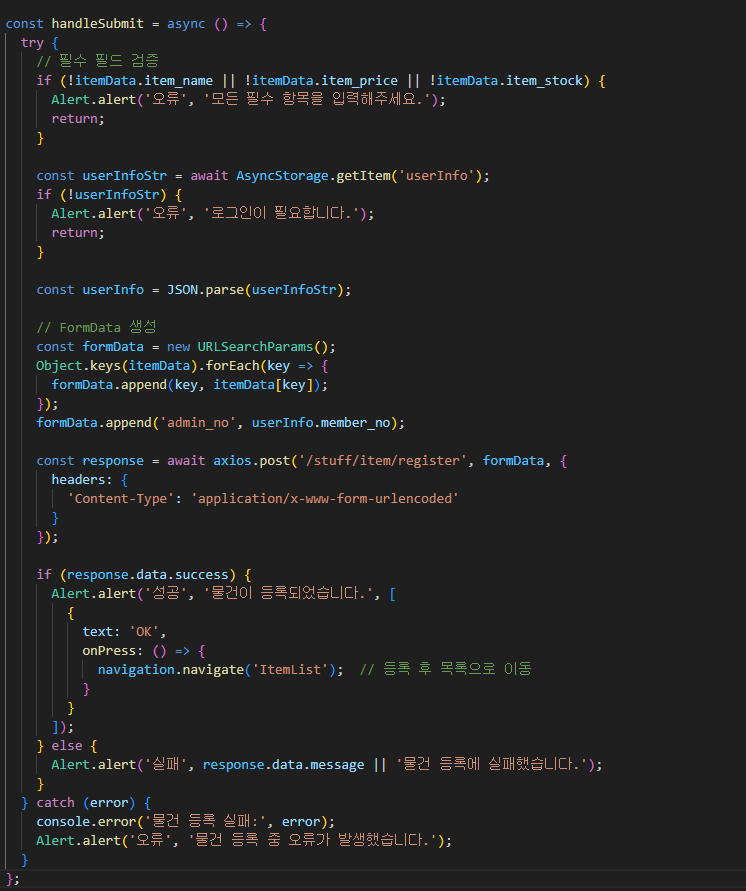 const handleSubmit = async () => {
try {
// 필수 필드 검증
if (!itemData.item_name || !itemData.item_price || !itemData.item_stock) {
Alert.alert('오류', '모든 필수 항목을 입력해주세요.');
return;
}
const userInfoStr = await AsyncStorage.getItem('userInfo');
if (!userInfoStr) {
Alert.alert('오류', '로그인이 필요합니다.');
return;
}
const userInfo = JSON.parse(userInfoStr);
// FormData 생성
const formData = new URLSearchParams();
Object.keys(itemData).forEach(key => {
formData.append(key, itemData[key]);
});
formData.append('admin_no', userInfo.member_no);
const response = await axios.post('/stuff/item/register', formData, {
headers: {
'Content-Type': 'application/x-www-form-urlencoded'
}
});
if (response.data.success) {
Alert.alert('성공', '물건이 등록되었습니다.', [
{
text: 'OK',
onPress: () => {
navigation.navigate('ItemList');  // 등록 후 목록으로 이동
}
}
]);
} else {
Alert.alert('실패', response.data.message || '물건 등록에 실패했습니다.');
}
} catch (error) {
console.error('물건 등록 실패:', error);
Alert.alert('오류', '물건 등록 중 오류가 발생했습니다.');
}
};